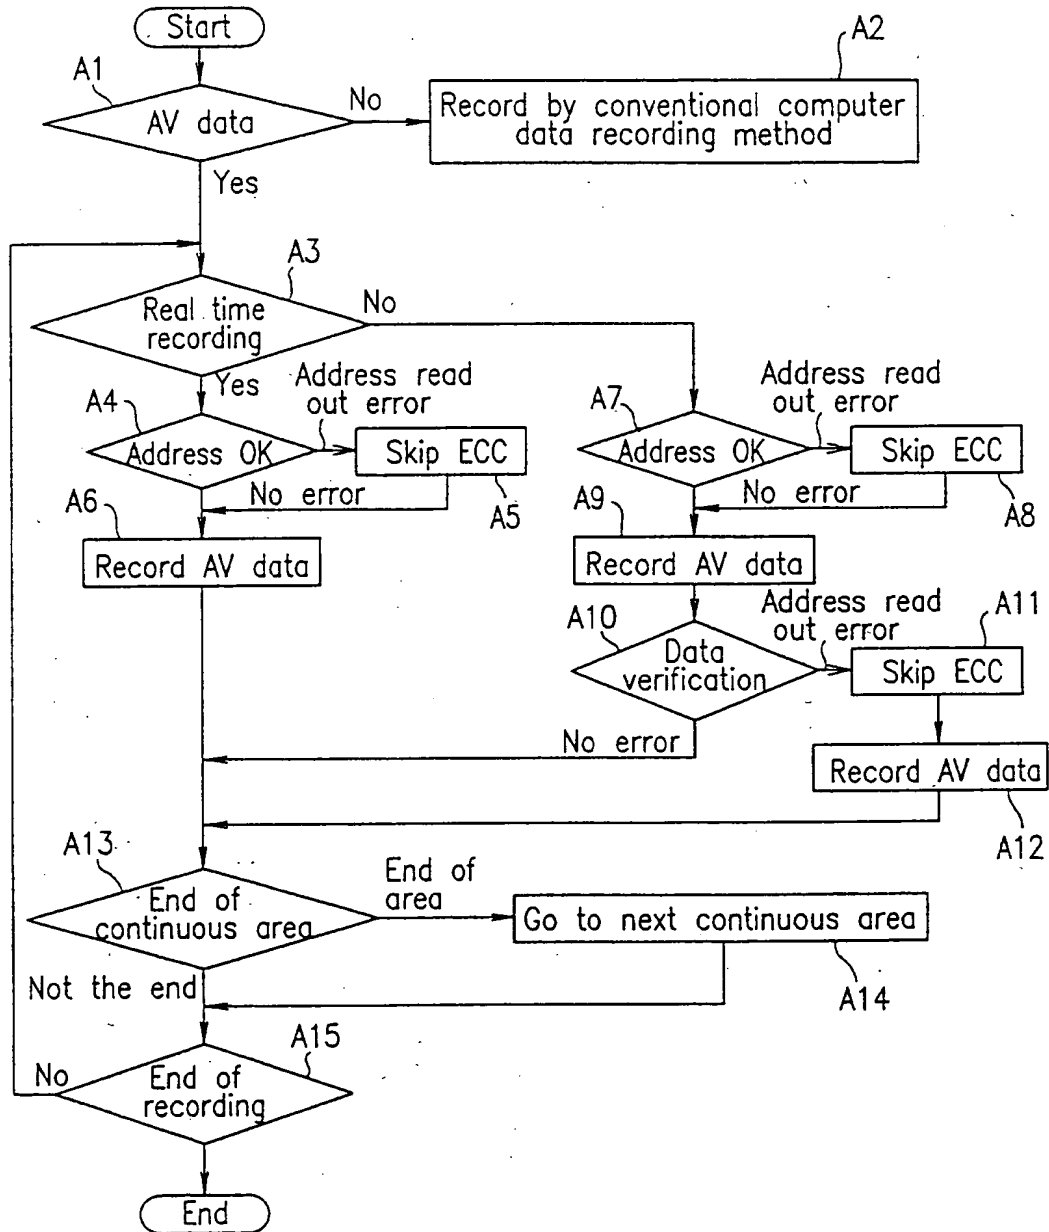 Start
A1
A2
AV data
No
Record by conventional computer
data recording method
Yes
A3
Real time
recording
No
Yes
A4
Address read
out error
Address OK
Skip ECC
No error
A5
A6
Record AV data
A7
Address read
out error
Address OK
Skip ECC
No error
A8
A9
Record AV data
A10
Address read
out error
A11
Data
verification
Skip ECC
No error
Record AV data
A12
A13
End of
continuous area
End of
area
Go to next continuous area
Not the end
A14
A15
No
End of
recording
End